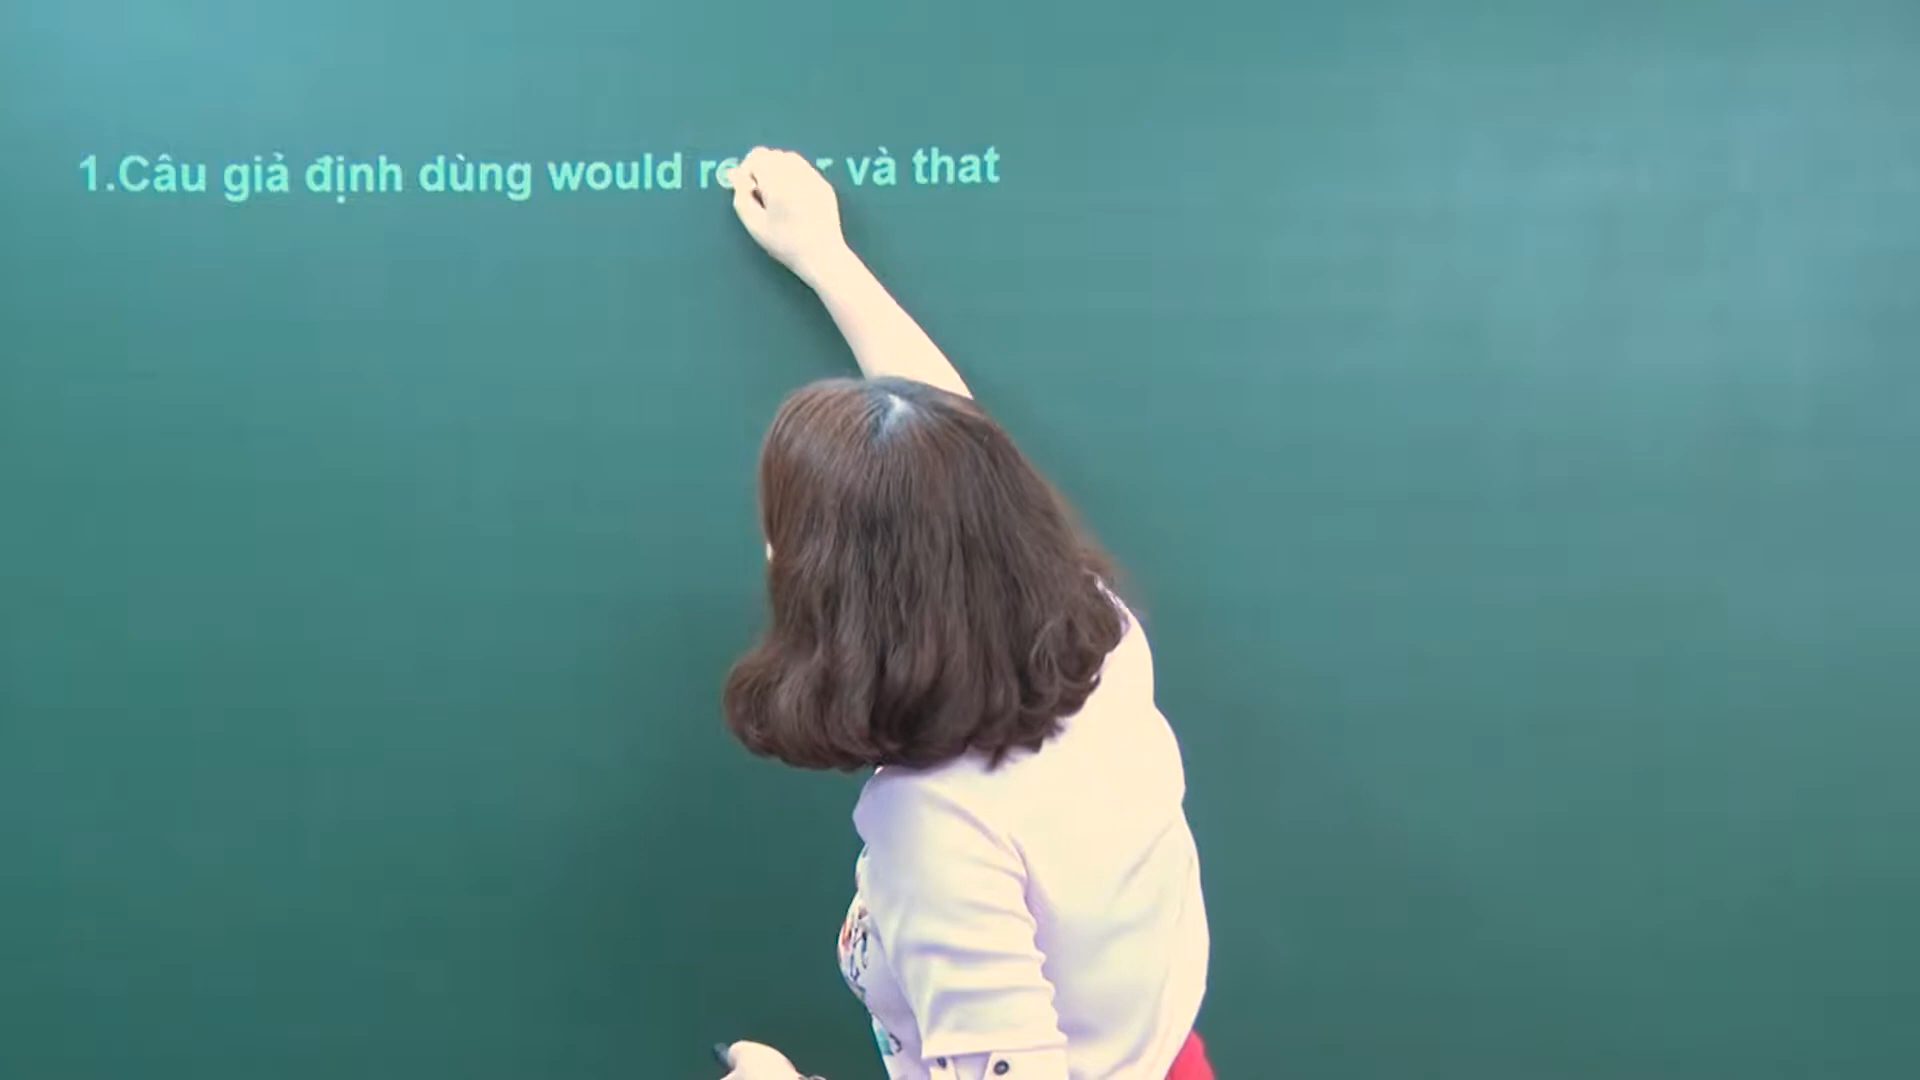 1.Câu giả định dùng would và that